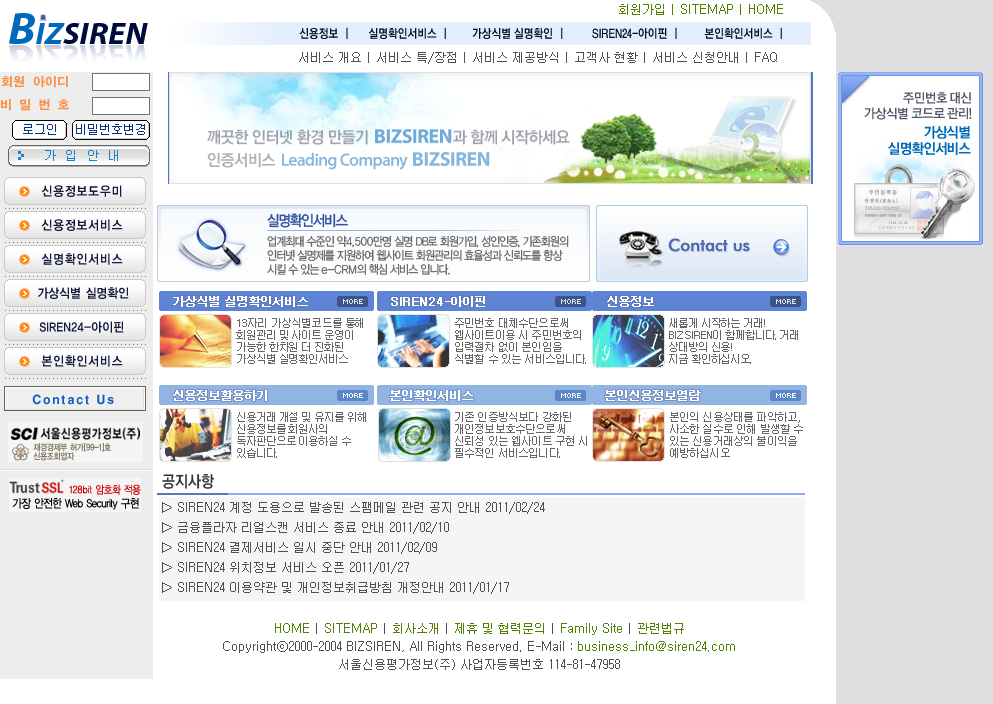 회원가입 | SITEMAP | HOME
BIZSIREN
신용정보 | 실명확인서비스 | 가상식별 실명확인 | SIREN24-아이핀 | 본인확인서비스 |
서비스 개요 | 서비스 특/장점 | 서비스 제공방식 | 고객사 현황 | 서비스 신청안내 | FAQ
회원 아이디
비 밀 번 호
로그인 비밀번호변경
가 입 안 내
신용정보도우미
신용정보서비스
실명확인서비스
가상식별 실명확인
SIREN24-아이핀
본인확인서비스
Contact Us
SCI 서울신용평가정보(주)
재경경제부 허가(99-1)호
신용조회업자
Trust SSL 128bit 암호화 적용
가장 안전한 Web Security 구현
깨끗한 인터넷 환경 만들기 BIZSIREN과 함께 시작하세요
인증서비스 Leading Company BIZSIREN
주민번호 대신
가상식별 코드로 관리!
가상식별
실명확인서비스
주민등록증
실명확인서비스
업계최대 수준인 약4,500만명 실명 DB로 회원가입, 성인인증, 기존회원의
인터넷 실명제를 지원하여 웹사이트 회원관리의 효율성과 신뢰도를 향상
시킬 수 있는 e-CRM의 핵심 서비스 입니다.
Contact us
가상식별 실명확인서비스 MORE
13자리 가상식별코드를 통해
회원관리 및 사이트 운영이
가능한 한차원 더 진화된
가상식별 실명확인서비스
SIREN24-아이핀 MORE
주민번호 대체수단으로써
웹사이트이용 시 주민번호의
입력절차 없이 본인임을
식별할 수 있는 서비스입니다.
신용정보 MORE
새롭게 시작하는 거래!
BIZSIREN이 함께합니다. 거래
상대방의 신용!
지금 확인하십시오.
신용정보활용하기 MORE
신용거래 개설 및 유지를 위해
신용정보를회원사의
독자판단으로이용하실 수
있습니다.
본인확인서비스 MORE
기존 인증방식보다 강화된
개인정보보호수단으로써
신뢰성 있는 웹사이트 구현 시
필수적인 서비스입니다.
본인신용정보열람 MORE
본인의 신용상태를 파악하고,
사소한 실수로 인해 발생할 수
있는 신용거래상의 불이익을
예방하십시오
공지사항
▷ SIREN24 계정 도용으로 발송된 스팸메일 관련 공지 안내 2011/02/24
▷ 금융플라자 리얼스캔 서비스 종료 안내 2011/02/10
▷ SIREN24 결제서비스 일시 중단 안내 2011/02/09
▷ SIREN24 위치정보 서비스 오픈 2011/01/27
▷ SIREN24 이용약관 및 개인정보취급방침 개정안내 2011/01/17
HOME | SITEMAP | 회사소개 | 제휴 및 협력문의 | Family Site | 관련법규
Copyrightⓒ2000-2004 BIZSIREN, All Rights Reserved. E-Mail : business_info@siren24.com
서울신용평가정보(주) 사업자등록번호 114-81-47958